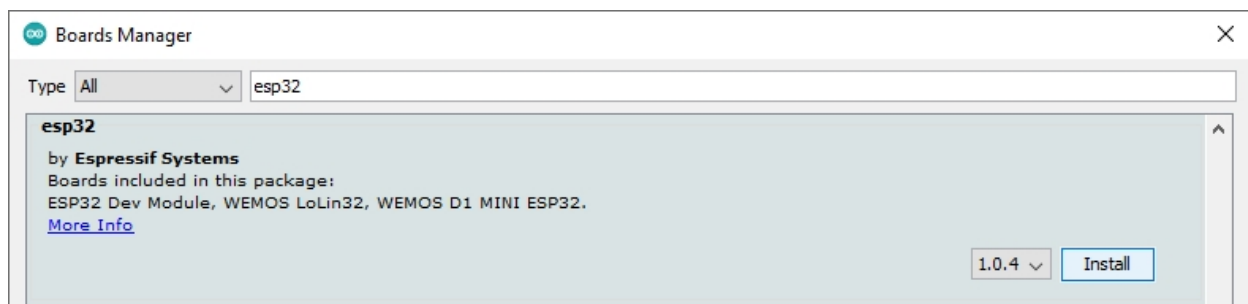 Boards Manager
Type All esp32
esp32
by Espressif Systems
Boards included in this package:
ESP32 Dev Module, WEMOS LoLin32, WEMOS D1 MINI ESP32.
More Info
1.0.4 Install